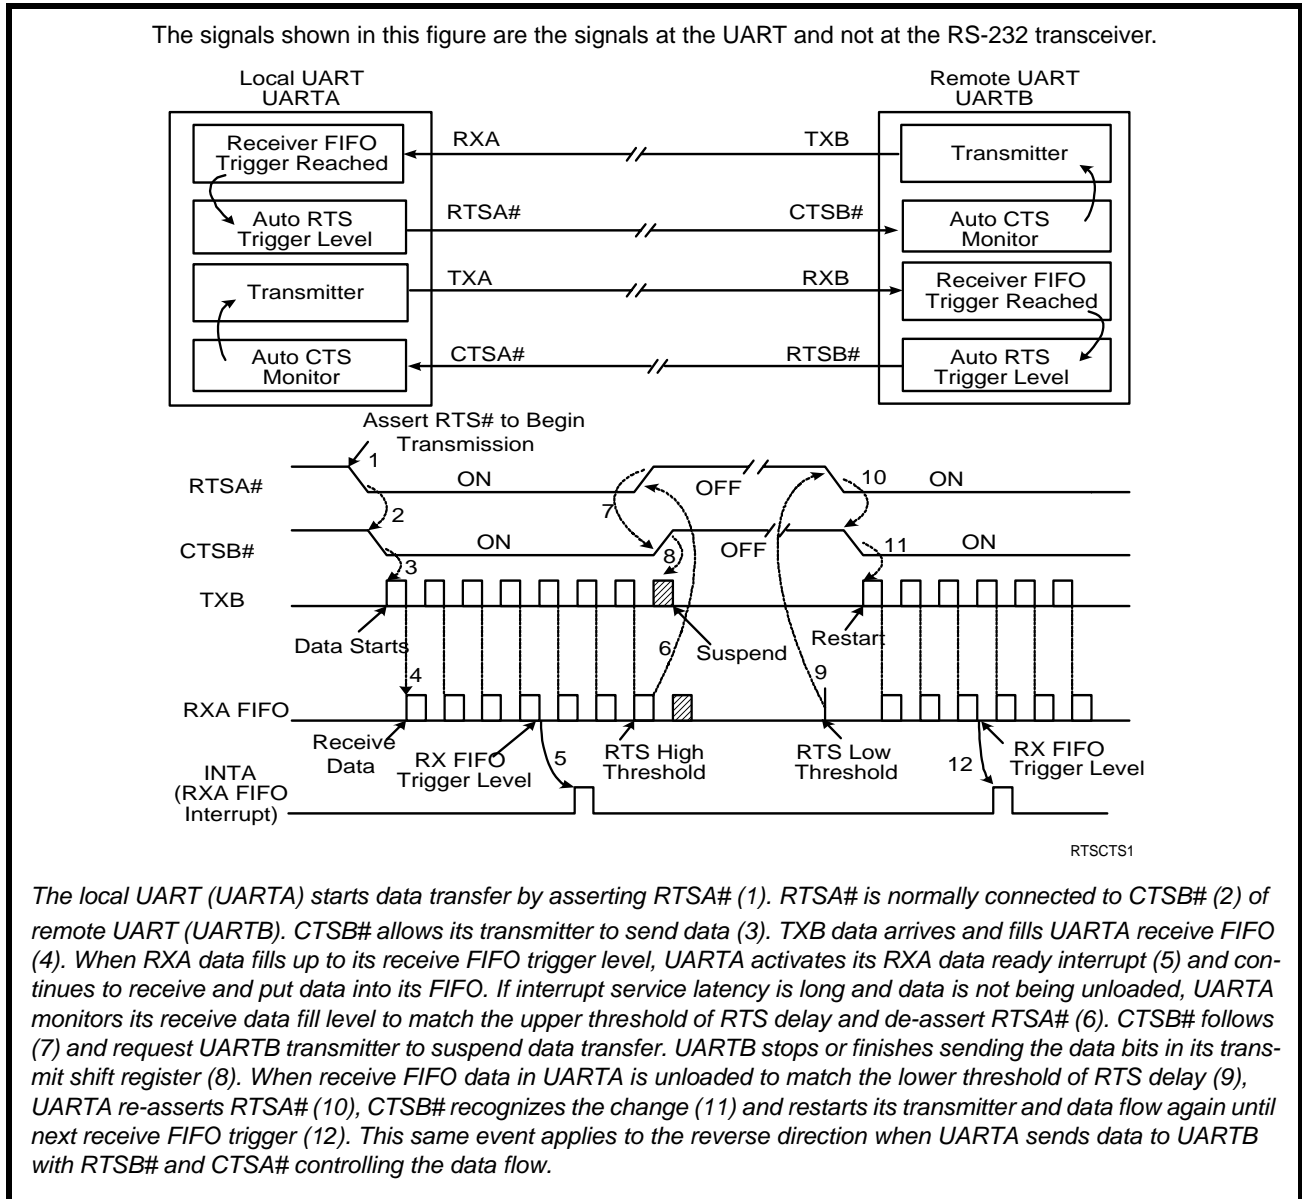 The signals shown in this figure are the signals at the UART and not at the RS-232 transceiver.
Local UART
UARTA
Remote UART
UARTB
Receiver FIFO
Trigger Reached
RXA
TXB
Transmitter
Auto RTS
Trigger Level
RTSA#
CTSB#
Auto CTS
Monitor
Transmitter
TXA
RXB
Receiver FIFO
Trigger Reached
Auto CTS
Monitor
CTSA#
RTSB#
Auto RTS
Trigger Level
Assert RTS# to Begin
Transmission
RTSA#
1
ON
OFF
10
ON
2
7
CTSB#
ON
8
OFF
11
ON
3
TXB
Data Starts
6
Suspend
Restart
4
9
RXA FIFO
Receive
Data
RX FIFO
Trigger Level
5
RTS High
Threshold
RTS Low
Threshold
12
RX FIFO
Trigger Level
INTA
(RXA FIFO
Interrupt)
RTSCTS1
The local UART (UARTA) starts data transfer by asserting RTSA# (1). RTSA# is normally connected to CTSB# (2) of
remote UART (UARTB). CTSB# allows its transmitter to send data (3). TXB data arrives and fills UARTA receive FIFO
(4). When RXA data fills up to its receive FIFO trigger level, UARTA activates its RXA data ready interrupt (5) and con-
tinues to receive and put data into its FIFO. If interrupt service latency is long and data is not being unloaded, UARTA
monitors its receive data fill level to match the upper threshold of RTS delay and de-assert RTSA# (6). CTSB# follows
(7) and request UARTB transmitter to suspend data transfer. UARTB stops or finishes sending the data bits in its trans-
mit shift register (8). When receive FIFO data in UARTA is unloaded to match the lower threshold of RTS delay (9),
UARTA re-asserts RTSA# (10), CTSB# recognizes the change (11) and restarts its transmitter and data flow again until
next receive FIFO trigger (12). This same event applies to the reverse direction when UARTA sends data to UARTB
with RTSB# and CTSA# controlling the data flow.